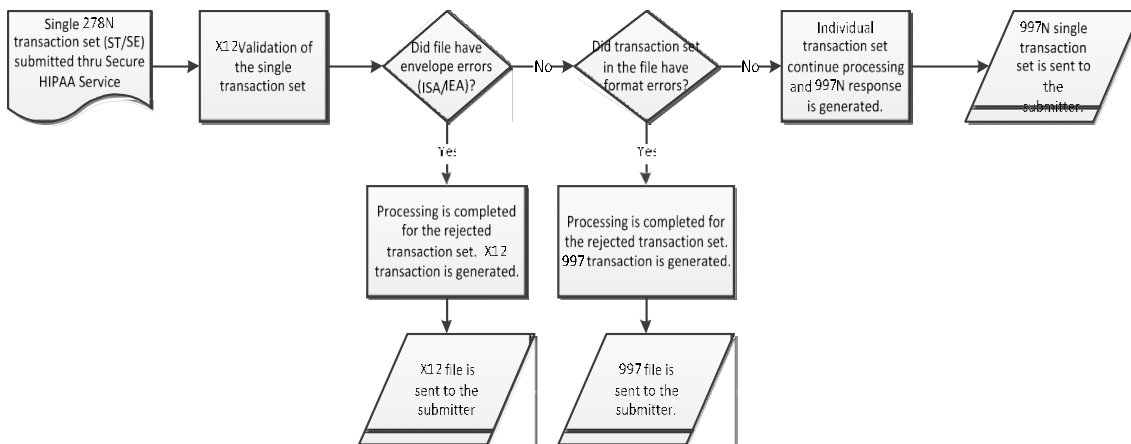 Single 278N
transaction set (ST/SE)
submitted thru Secure
HIPAA Service
X12Validation of
the single
transaction set
Did file have
envelope errors
(ISA/IEA)?
No
Did transaction set
in the file have
format errors?
No
Individual
transaction set
continue processing
and 997N response
is generated.
997N single
transaction
set is sent to
the
submitter.
Yes
Yes
Processing is completed
for the rejected
transaction set. X12
transaction is generated.
Processing is completed for
the rejected transaction set.
997 transaction is generated.
X12 file is
sent to the
submitter
997 file is
sent to the
submitter.